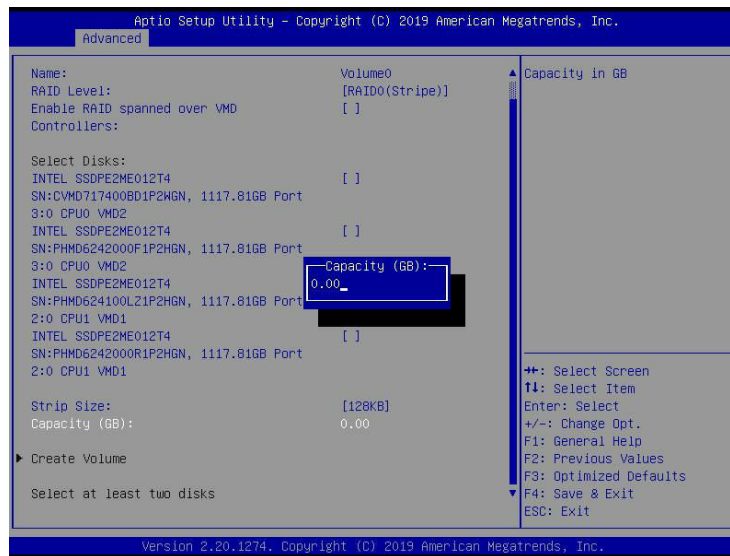 Aptio Setup Utility – Copyright (C) 2019 American Megatrends, Inc.
Advanced
Name: Volume0
RAID Level: [RAID0(Stripe)]
Enable RAID spanned over VMD [ ]
Controllers:
Select Disks:
INTEL SSDPE2ME012T4 [ ]
SN:CVMD717400BD1P2WGN, 1117.81GB Port
3:0 CPU0 VMD2
INTEL SSDPE2ME012T4 [ ]
SN:PHMD6242000F1P2HGN, 1117.81GB Port
3:0 CPU0 VMD2
INTEL SSDPE2ME012T4
SN:PHMD624100LZ1P2HGN, 1117.81GB Port
2:0 CPU1 VMD1
INTEL SSDPE2ME012T4 [ ]
SN:PHMD6242000R1P2HGN, 1117.81GB Port
2:0 CPU1 VMD1
Strip Size: [128KB]
Capacity (GB): 0.00
Create Volume
Select at least two disks
Capacity (GB):
0.00_
Capacity in GB
→←: Select Screen
↑↓: Select Item
Enter: Select
+/-: Change Opt.
F1: General Help
F2: Previous Values
F3: Optimized Defaults
F4: Save & Exit
ESC: Exit
Version 2.20.1274. Copyright (C) 2019 American Megatrends, Inc.